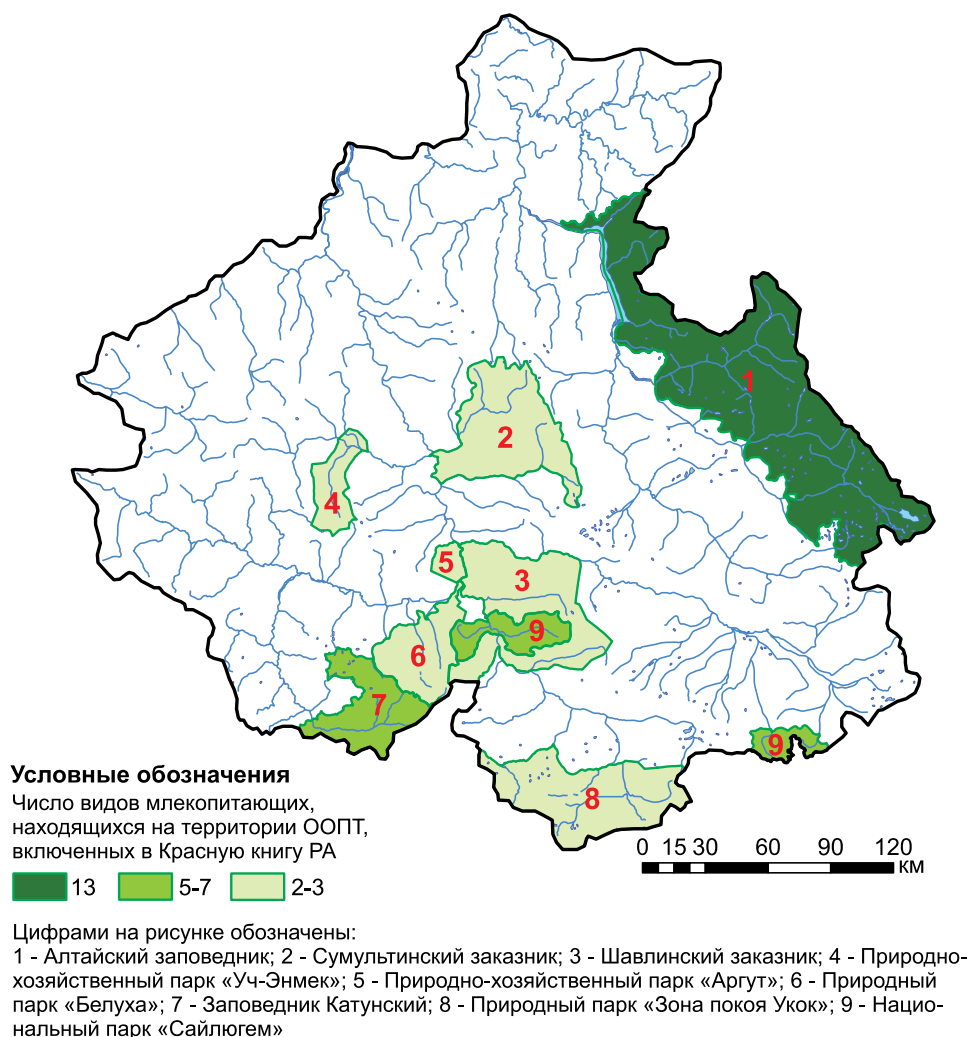 1
2
4
5
3
9
6
7
9
8
Условные обозначения
Число видов млекопитающих,
находящихся на территории ООПТ,
включенных в Красную книгу РА
13 5-7 2-3
0 15 30 60 90 120
км
Цифрами на рисунке обозначены:
1 - Алтайский заповедник; 2 - Сумультинский заказник; 3 - Шавлинский заказник; 4 - Природно-
хозяйственный парк «Уч-Энмек»; 5 - Природно-хозяйственный парк «Аргут»; 6 - Природный
парк «Белуха»; 7 - Заповедник Катунский; 8 - Природный парк «Зона покоя Укок»; 9 - Нацио-
нальный парк «Сайлюгем»